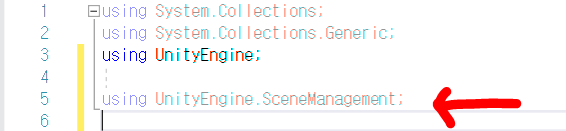 1 using System.Collections;
2 using System.Collections.Generic;
3 using UnityEngine;
4
5 using UnityEngine.SceneManagement;
6